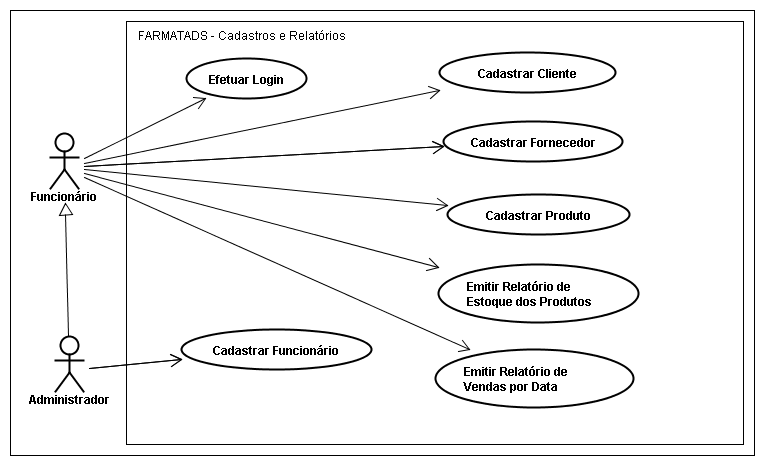 FARMATADS - Cadastros e Relatórios
Efetuar Login
Cadastrar Cliente
Cadastrar Fornecedor
Funcionário
Cadastrar Produto
Emitir Relatório de
Estoque dos Produtos
Cadastrar Funcionário
Emitir Relatório de
Vendas por Data
Administrador